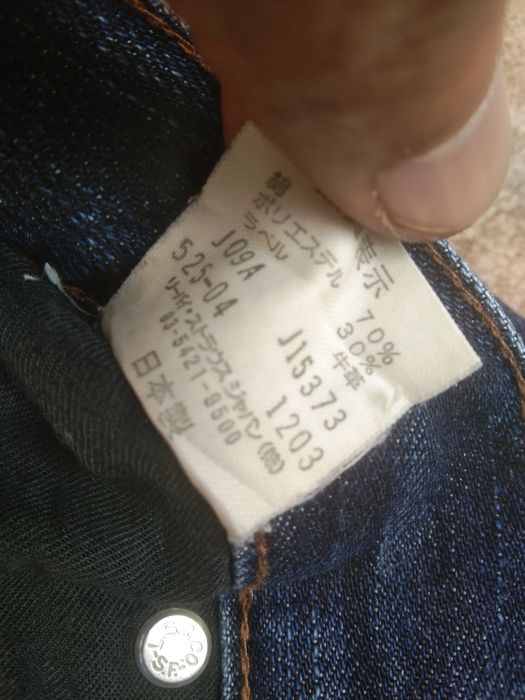 表示
綿 70%
ポリエステル 30%
ラベル 牛革
J09A J15373
525-04 1203
リーバイ・ストラウス ジャパン(株)
03-5421-9500
日本製
L.S.&CO.
-S.F.-